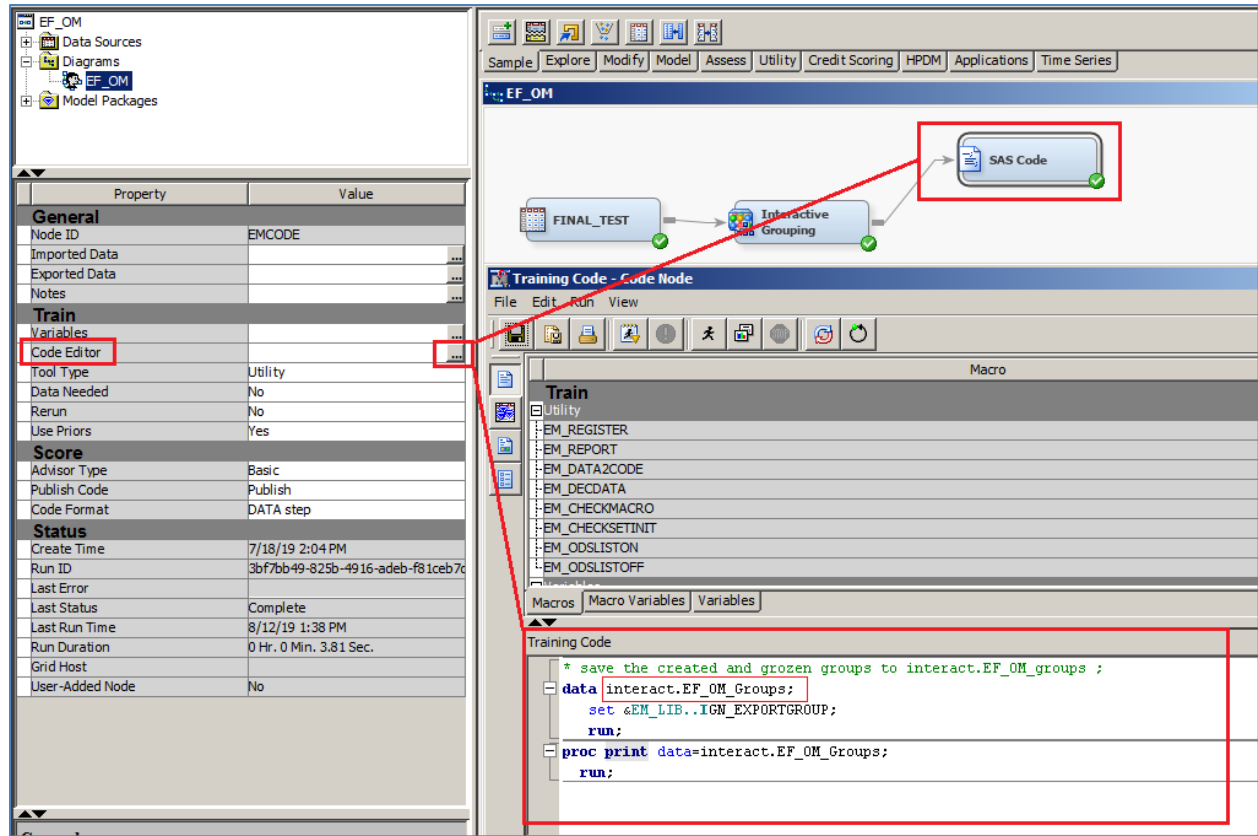 EF_OM
Data Sources
Diagrams
EF_OM
Model Packages
Property Value
General
Node ID EMCODE
Imported Data ...
Exported Data ...
Notes ...
Train
Variables ...
Code Editor ...
Tool Type Utility
Data Needed No
Rerun No
Use Priors Yes
Score
Advisor Type Basic
Publish Code Publish
Code Format DATA step
Status
Create Time 7/18/19 2:04 PM
Run ID 3bf7bb49-825b-4916-adeb-f81ceb7c
Last Error
Last Status Complete
Last Run Time 8/12/19 1:38 PM
Run Duration 0 Hr. 0 Min. 3.81 Sec.
Grid Host
User-Added Node No
Sample Explore Modify Model Assess Utility Credit Scoring HPDM Applications Time Series
EF_OM
SAS Code
FINAL_TEST
Interactive
Grouping
Training Code - Code Node
File Edit Run View
Macro
Train
Utility
EM_REGISTER
EM_REPORT
EM_DATA2CODE
EM_DECDATA
EM_CHECKMACRO
EM_CHECKSETINIT
EM_ODSLISTON
EM_ODSLISTOFF
Macros Macro Variables Variables
Training Code
* save the created and grozen groups to interact.EF_OM_groups ;
data interact.EF_OM_Groups;
set &EM_LIB..IGN_EXPORTGROUP;
run;
proc print data=interact.EF_OM_Groups;
run;